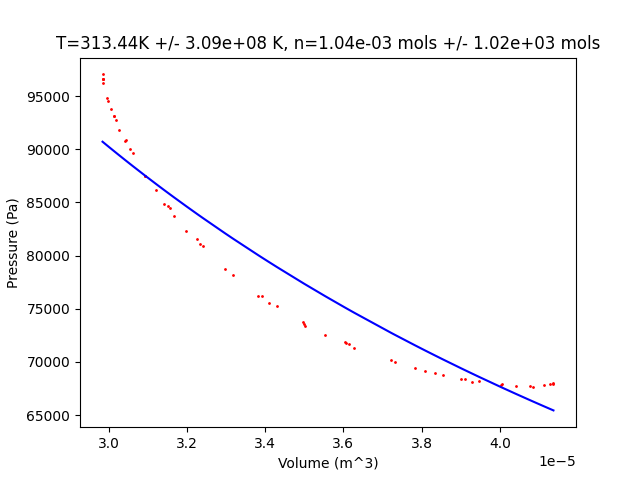 T=313.44K +/- 3.09e+08 K, n=1.04e-03 mols +/- 1.02e+03 mols
95000
90000
85000
80000
75000
70000
65000
Pressure (Pa)
3.0 3.2 3.4 3.6 3.8 4.0
1e−5
Volume (m^3)